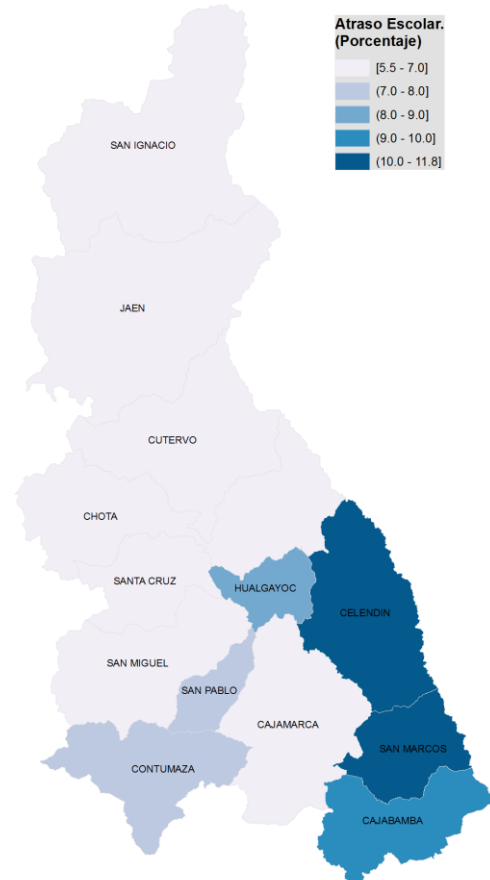 Atraso Escolar.
(Porcentaje)
[5.5 - 7.0]
(7.0 - 8.0]
(8.0 - 9.0]
(9.0 - 10.0]
(10.0 - 11.8]
SAN IGNACIO
JAEN
CUTERVO
CHOTA
SANTA CRUZ
HUALGAYOC
CELENDIN
SAN MIGUEL
SAN PABLO
CAJAMARCA
SAN MARCOS
CONTUMAZA
CAJABAMBA